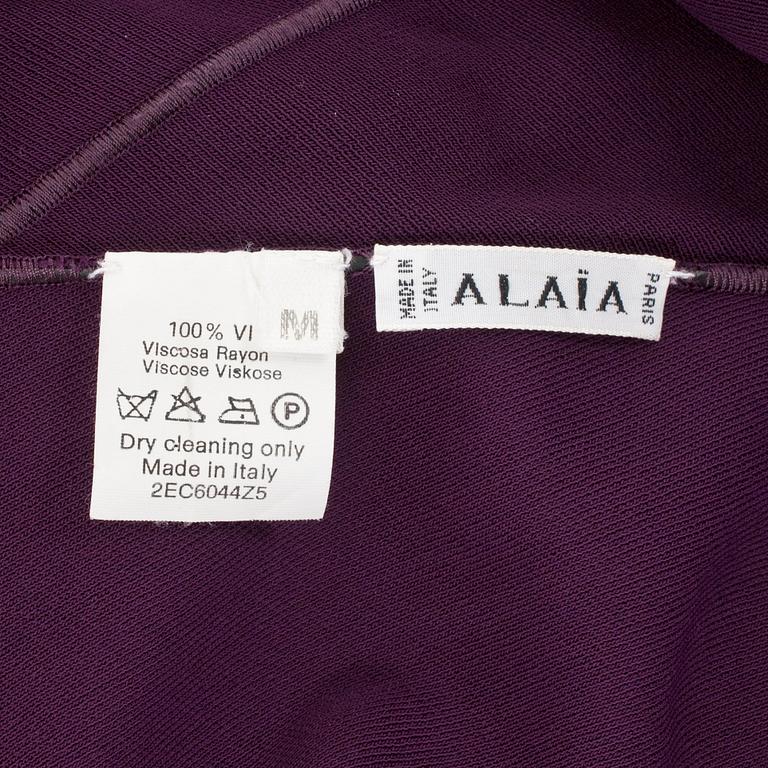 100% VI
M
VIscosa Rayon
Viscose Viskose
P
Dry cleaning only
Made in Italy
2EC6044Z5
MADE IN
ITALY
ALAÏA
PARIS